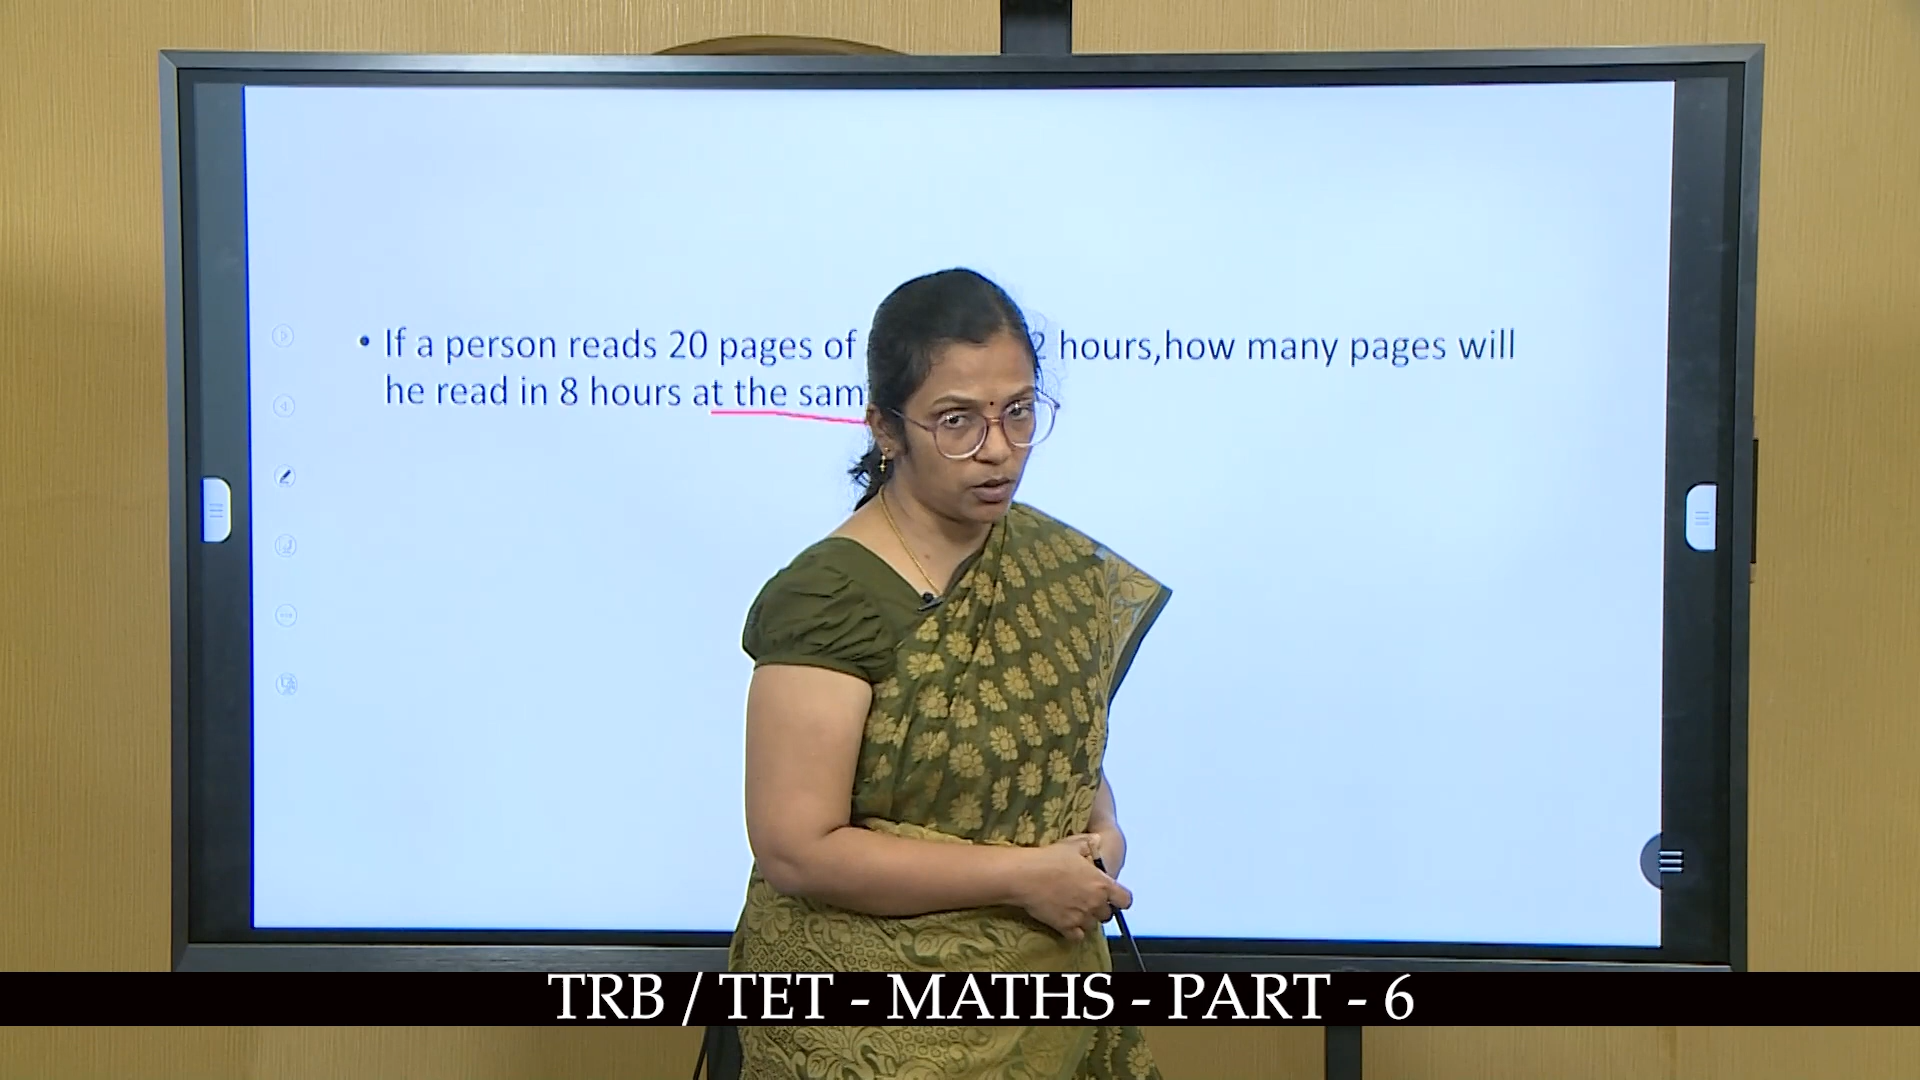 • If a person reads 20 pages of 2 hours,how many pages will
he read in 8 hours at the sam
TRB / TET - MATHS - PART - 6